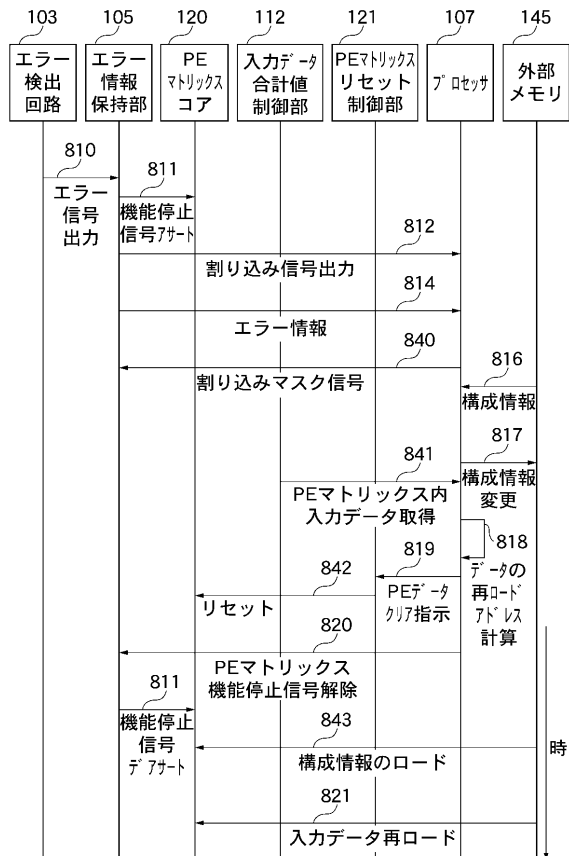 103
105
120
112
121
107
145
エラー
検出
回路
エラー
情報
保持部
PE
マトリックス
コア
入力データ
合計値
制御部
PEマトリックス
リセット
制御部
プロセッサ
外部
メモリ
810
エラー
信号
出力
811
機能停止
信号アサート
812
割り込み信号出力
814
エラー情報
840
割り込みマスク信号
816
構成情報
817
構成情報
変更
841
PEマトリックス内
入力データ取得
818
データの
再ロード
アドレス
計算
819
PEデータ
クリア指示
842
リセット
820
PEマトリックス
機能停止信号解除
811
機能停止
信号
デアサート
843
構成情報のロード
時
821
入力データ再ロード